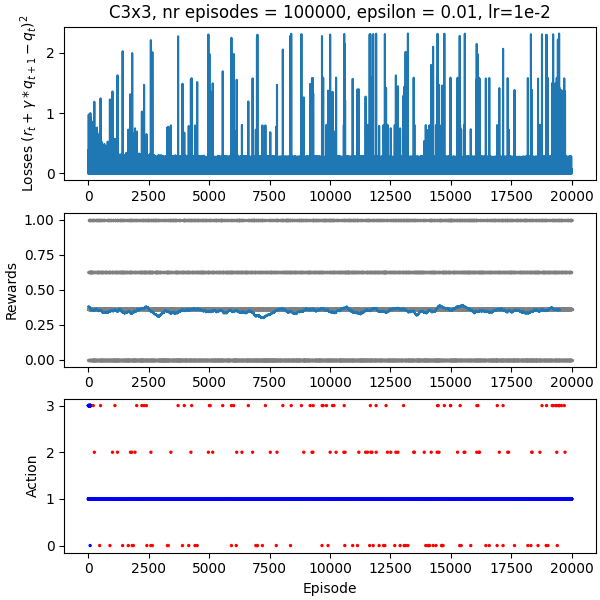 C3x3, nr episodes = 100000, epsilon = 0.01, lr=1e-2
Losses $(r_t + \gamma * q_{t+1} - q_t)^2$
2
1
0
0 2500 5000 7500 10000 12500 15000 17500 20000
Rewards
1.00
0.75
0.50
0.25
0.00
0 2500 5000 7500 10000 12500 15000 17500 20000
Action
3
2
1
0
0 2500 5000 7500 10000 12500 15000 17500 20000
Episode